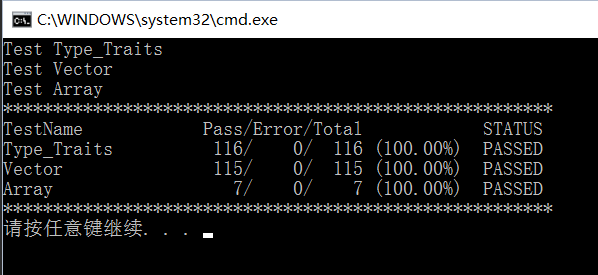 C:\WINDOWS\system32\cmd.exe
Test Type_Traits
Test Vector
Test Array
*******************************************************
TestName            Pass/Error/Total            STATUS
Type_Traits          116/    0/  116 (100.00%)  PASSED
Vector               115/    0/  115 (100.00%)  PASSED
Array                  7/    0/    7 (100.00%)  PASSED
*******************************************************
请按任意键继续. . .